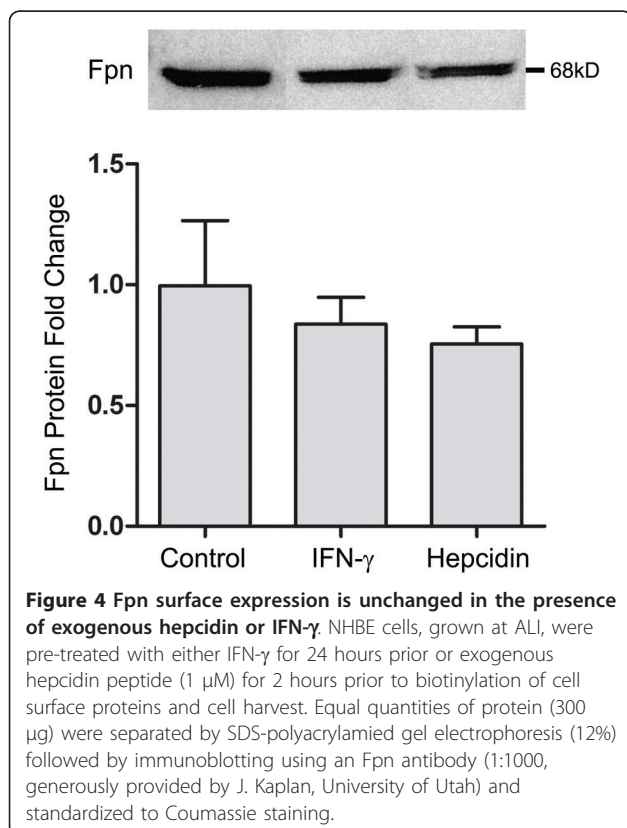 Fpn
68kD
1.5
1.0
0.5
0.0
Fpn Protein Fold Change
Control IFN-γ Hepcidin
Figure 4 Fpn surface expression is unchanged in the presence
of exogenous hepcidin or IFN-γ. NHBE cells, grown at ALI, were
pre-treated with either IFN-γ for 24 hours prior or exogenous
hepcidin peptide (1 μM) for 2 hours prior to biotinylation of cell
surface proteins and cell harvest. Equal quantities of protein (300
μg) were separated by SDS-polyacrylamied gel electrophoresis (12%)
followed by immunoblotting using an Fpn antibody (1:1000,
generously provided by J. Kaplan, University of Utah) and
standardized to Coumassie staining.